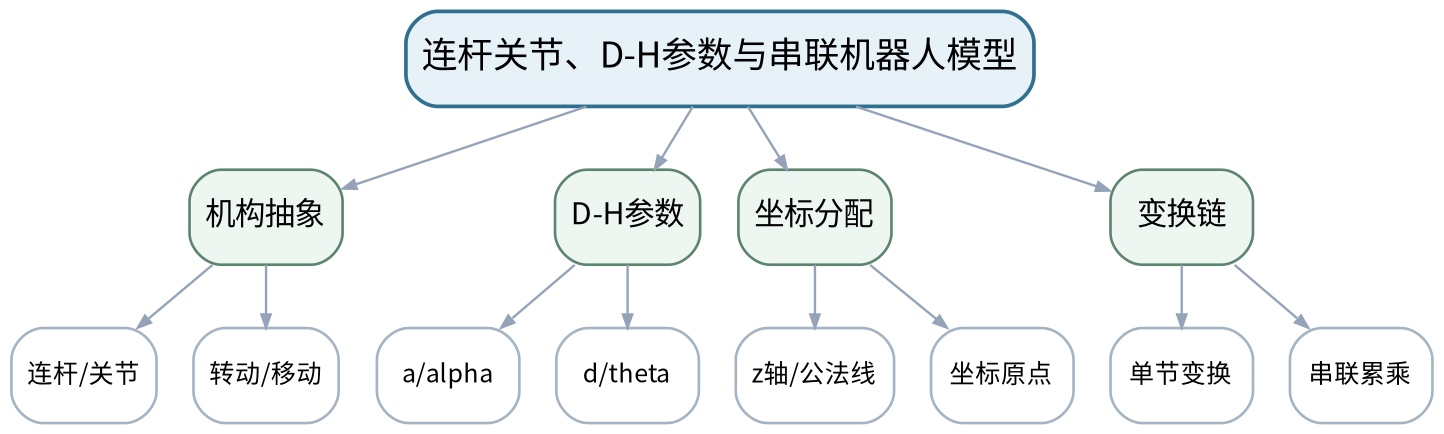 连杆关节、D-H参数与串联机器人模型
机构抽象
D-H参数
坐标分配
变换链
连杆/关节
转动/移动
a/alpha
d/theta
z轴/公法线
坐标原点
单节变换
串联累乘